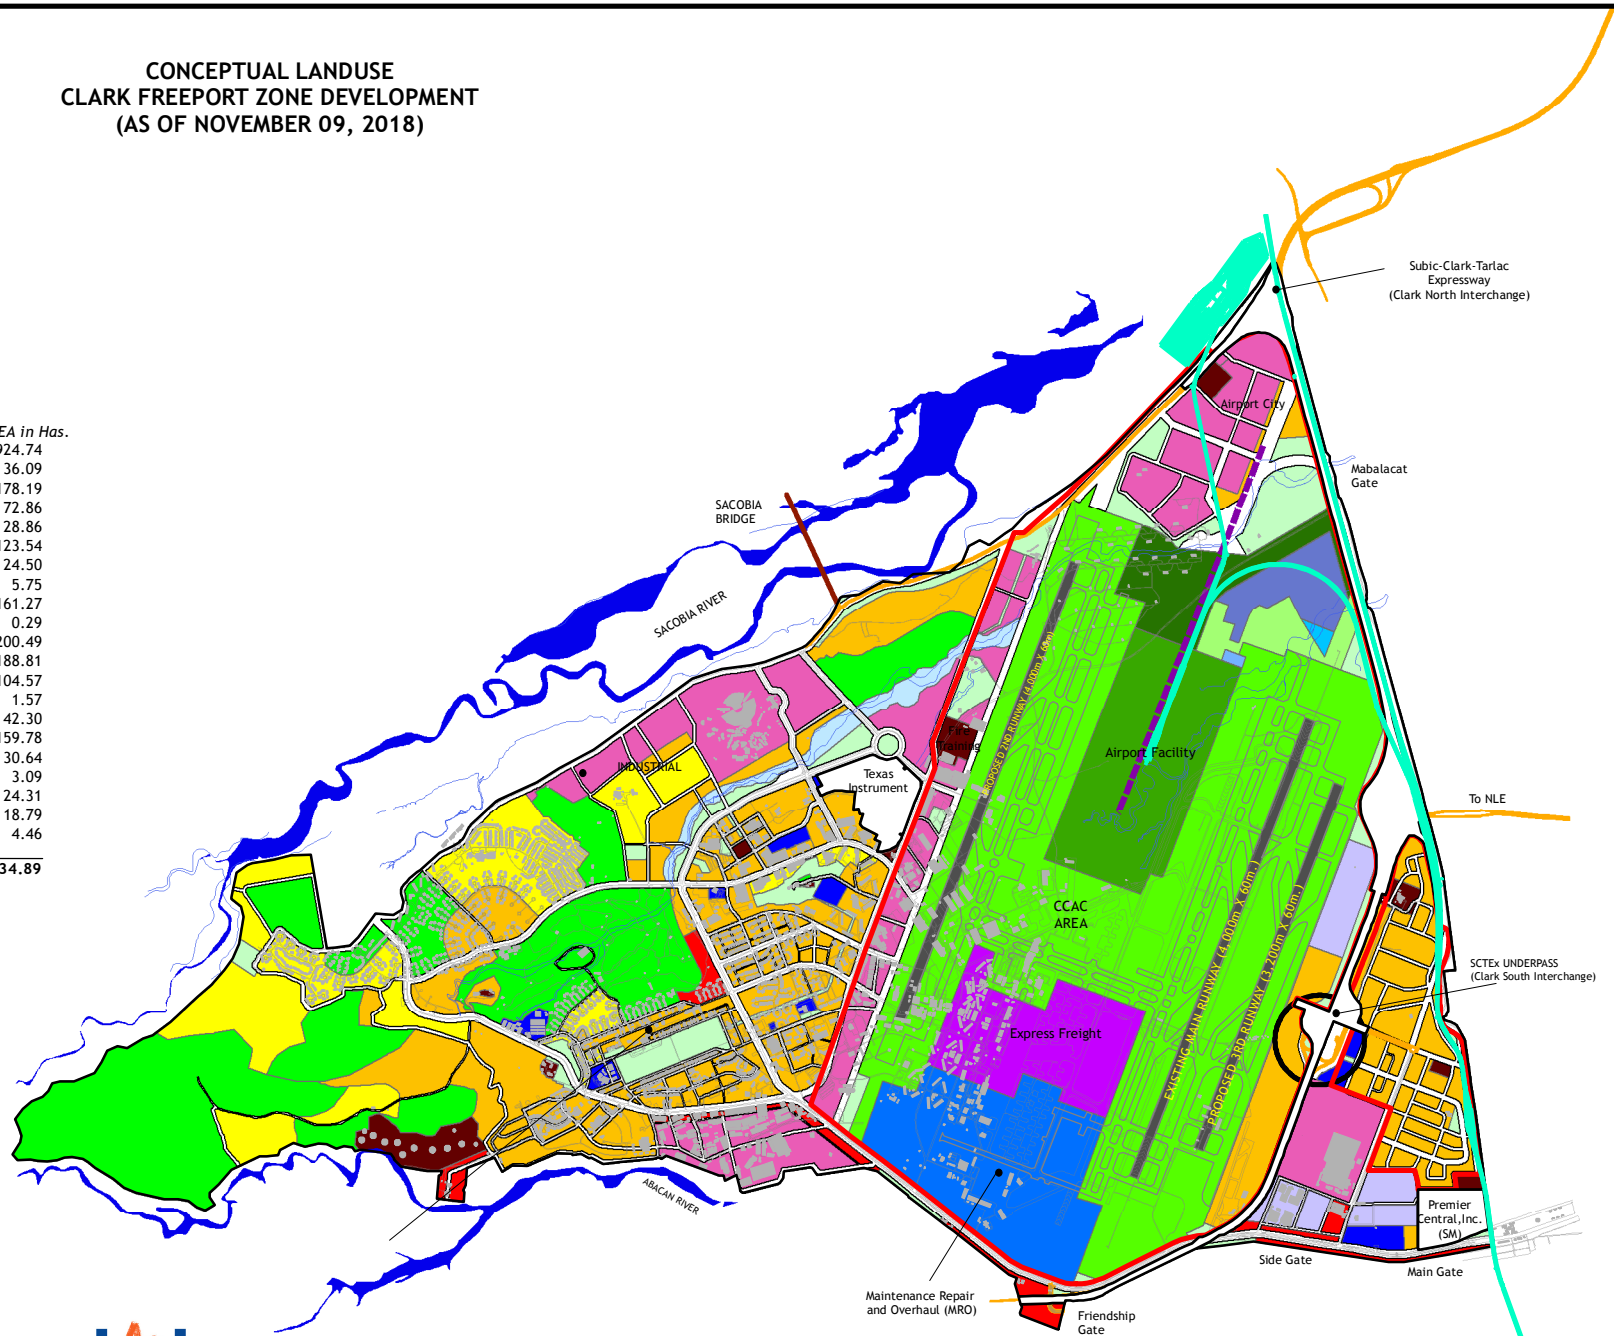 CONCEPTUAL LANDUSE
CLARK FREEPORT ZONE DEVELOPMENT
(AS OF NOVEMBER 09, 2018)
EA in Has.
924.74
36.09
178.19
72.86
28.86
123.54
24.50
5.75
161.27
0.29
200.49
188.81
104.57
1.57
42.30
159.78
30.64
3.09
24.31
18.79
4.46
34.89
Subic-Clark-Tarlac
Expressway
(Clark North Interchange)
Airport City
Mabalacat
Gate
SACOBIA
BRIDGE
SACOBIA RIVER
PROPOSED 2ND RUNWAY (4,000m X 60m)
Fire
Training
Airport Facility
INDUSTRIAL
Texas
Instrument
To NLE
CCAC
AREA
EXISTING MAIN RUNWAY (4,000m X 60m.)
PROPOSED 3RD RUNWAY (3,200m X 60m.)
SCTEx UNDERPASS
(Clark South Interchange)
Express Freight
ABACAN RIVER
Premier
Central,Inc.
(SM)
Side Gate
Main Gate
Maintenance Repair
and Overhaul (MRO)
Friendship
Gate